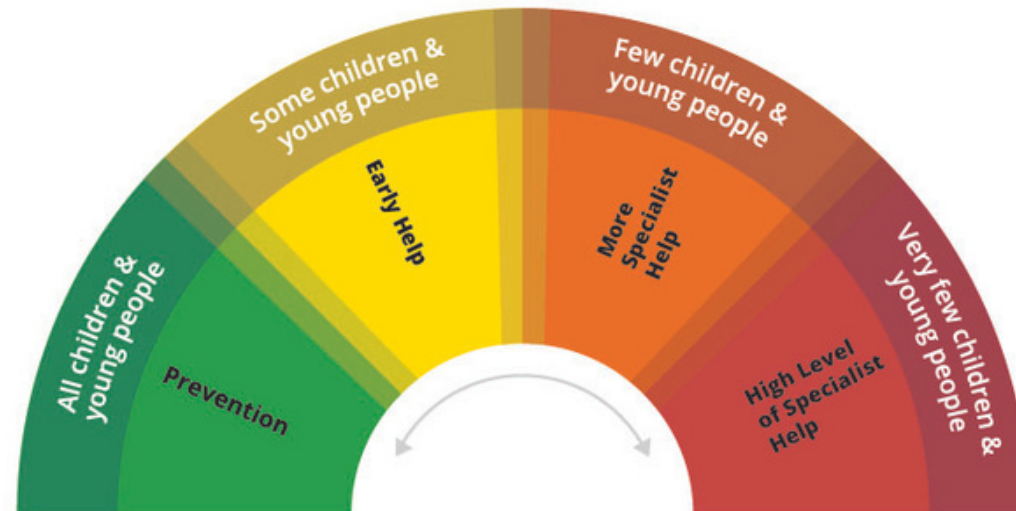 All children &
young people
Prevention
Some children &
young people
Early Help
Few children &
young people
More
Specialist
Help
Very few children &
young people
High Level
of Specialist
Help